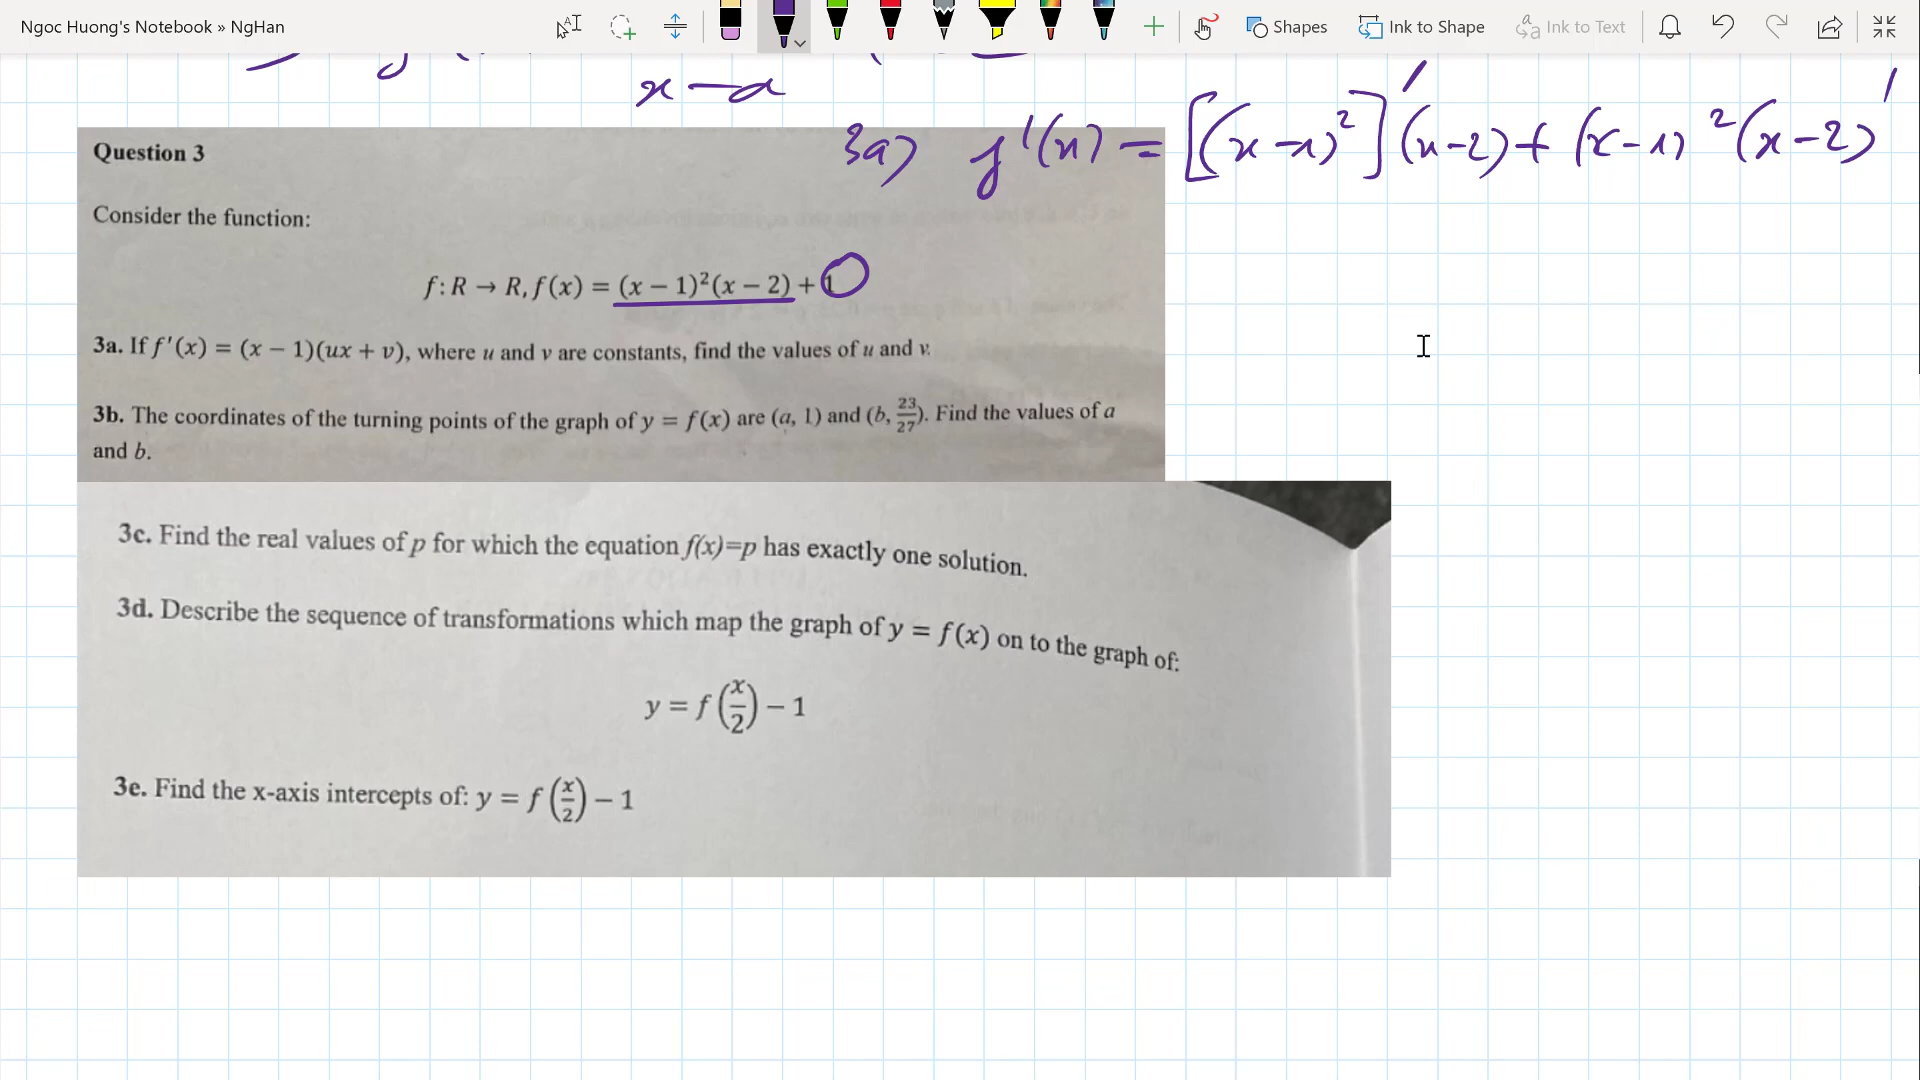 Ngoc Huong's Notebook » NgHan
Shapes
Ink to Shape
Ink to Text
x → a
3a) f'(x) = [(x-1)²]'(x-2) + (x-1)²(x-2)'
Question 3
Consider the function:
f: R → R, f(x) = (x − 1)²(x − 2) + 1
3a. If f'(x) = (x − 1)(ux + v), where u and v are constants, find the values of u and v.
3b. The coordinates of the turning points of the graph of y = f(x) are (a, 1) and (b, 23/27). Find the values of a
and b.
3c. Find the real values of p for which the equation f(x)=p has exactly one solution.
3d. Describe the sequence of transformations which map the graph of y = f(x) on to the graph of:
y = f(x/2) − 1
3e. Find the x-axis intercepts of: y = f(x/2) − 1